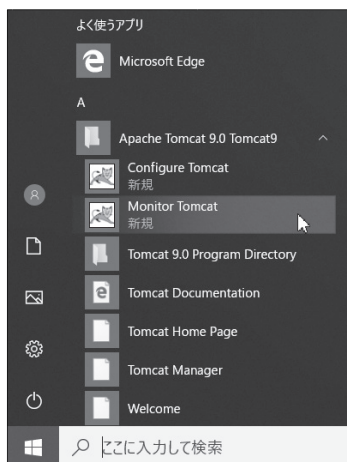 よく使うアプリ
Microsoft Edge
A
Apache Tomcat 9.0 Tomcat9
Configure Tomcat
新規
Monitor Tomcat
新規
Tomcat 9.0 Program Directory
Tomcat Documentation
Tomcat Home Page
Tomcat Manager
Welcome
ここに入力して検索